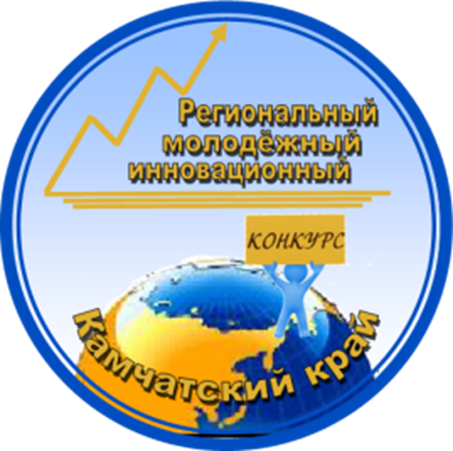 Региональный
молодёжный
инновационный
КОНКУРС
Камчатский край